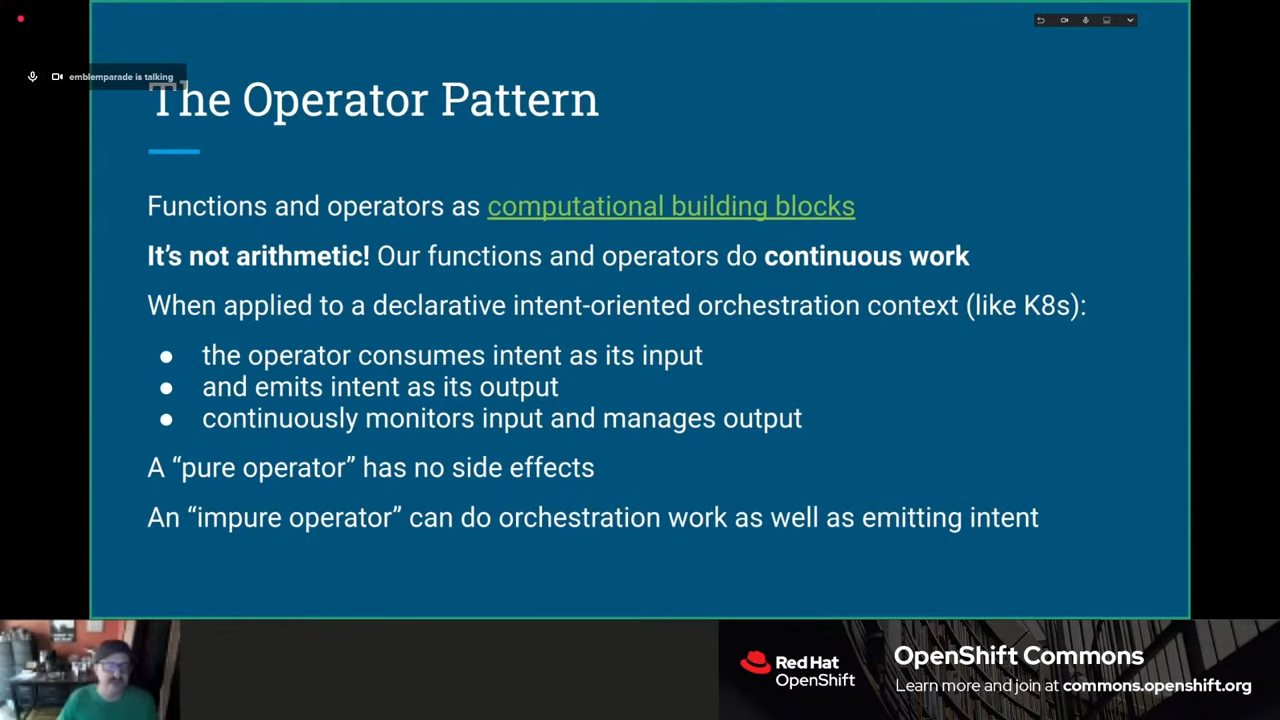 emblemparade is talking
The Operator Pattern
Functions and operators as computational building blocks
It’s not arithmetic! Our functions and operators do continuous work
When applied to a declarative intent-oriented orchestration context (like K8s):
● the operator consumes intent as its input
● and emits intent as its output
● continuously monitors input and manages output
A “pure operator” has no side effects
An “impure operator” can do orchestration work as well as emitting intent
Red Hat
OpenShift
OpenShift Commons
Learn more and join at commons.openshift.org